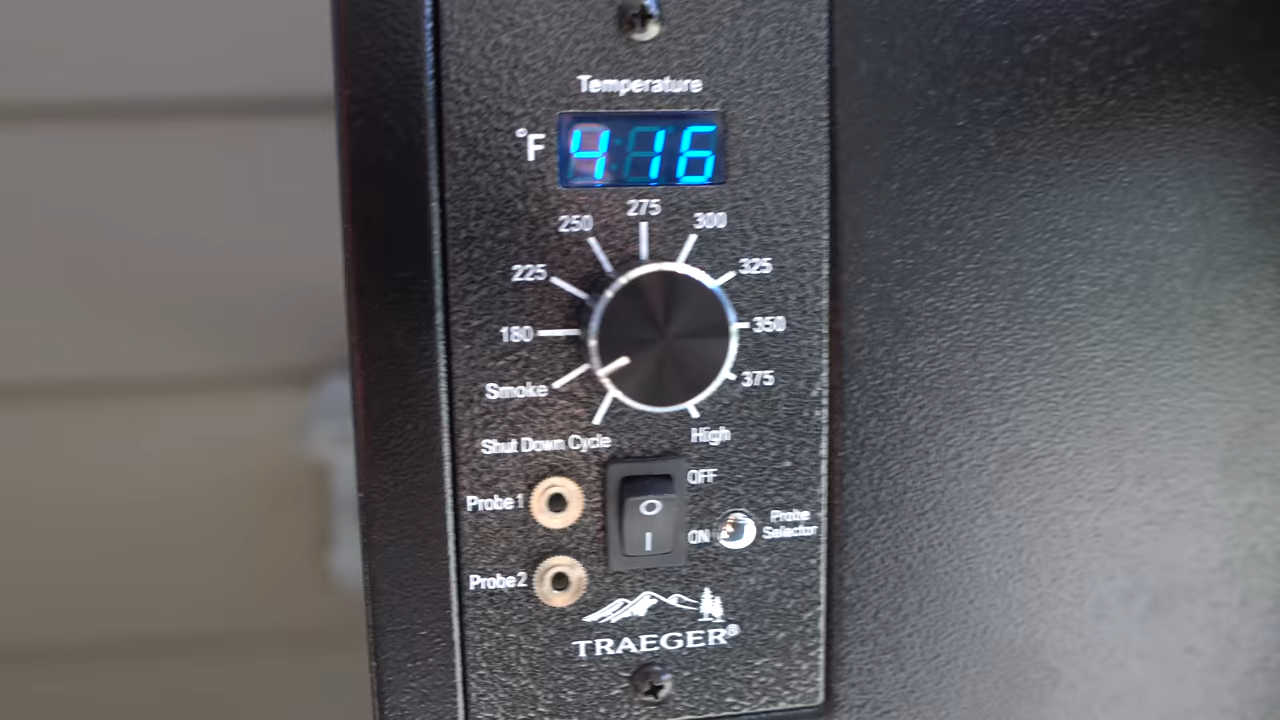 Temperature
°F 416
275
250 300
225 325
180 350
Smoke 375
Shut Down Cycle High
OFF
Probe 1
ON Probe Selector
Probe 2
TRAEGER®